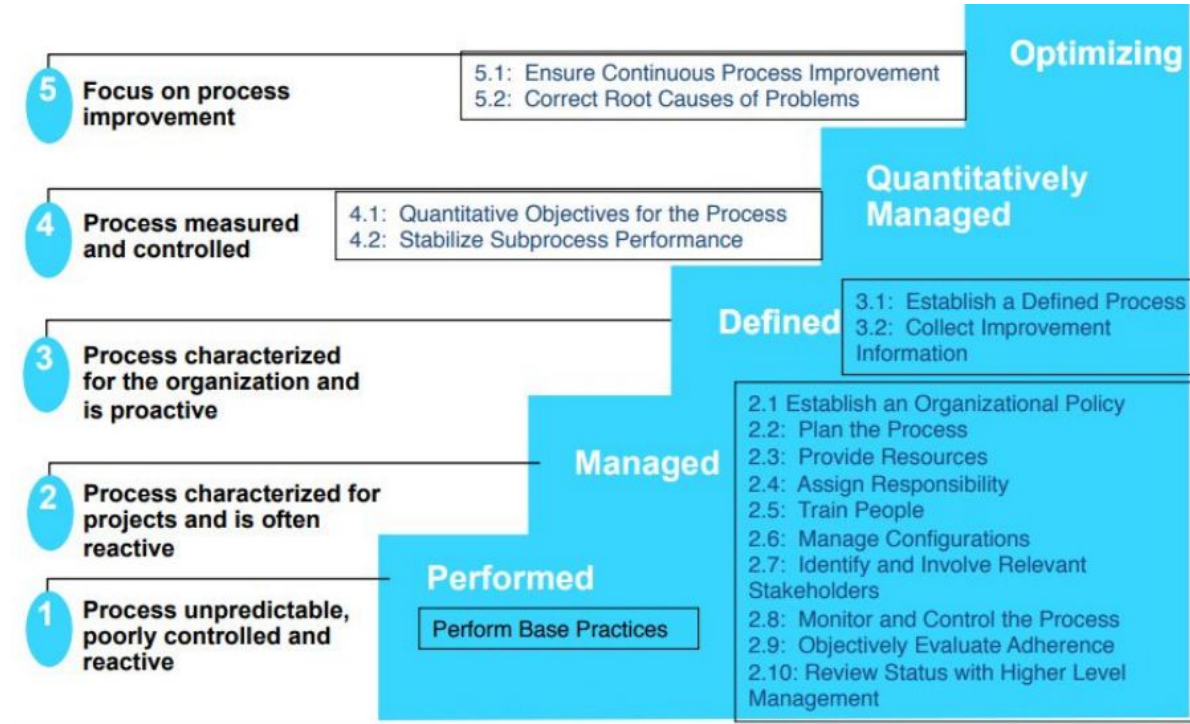 Optimizing
5
Focus on process
improvement
5.1: Ensure Continuous Process Improvement
5.2: Correct Root Causes of Problems
Quantitatively
Managed
4
Process measured
and controlled
4.1: Quantitative Objectives for the Process
4.2: Stabilize Subprocess Performance
Defined
3
Process characterized
for the organization and
is proactive
3.1: Establish a Defined Process
3.2: Collect Improvement
Information
Managed
2
Process characterized for
projects and is often
reactive
2.1 Establish an Organizational Policy
2.2: Plan the Process
2.3: Provide Resources
2.4: Assign Responsibility
2.5: Train People
2.6: Manage Configurations
2.7: Identify and Involve Relevant
Stakeholders
2.8: Monitor and Control the Process
2.9: Objectively Evaluate Adherence
2.10: Review Status with Higher Level
Management
Performed
1
Process unpredictable,
poorly controlled and
reactive
Perform Base Practices